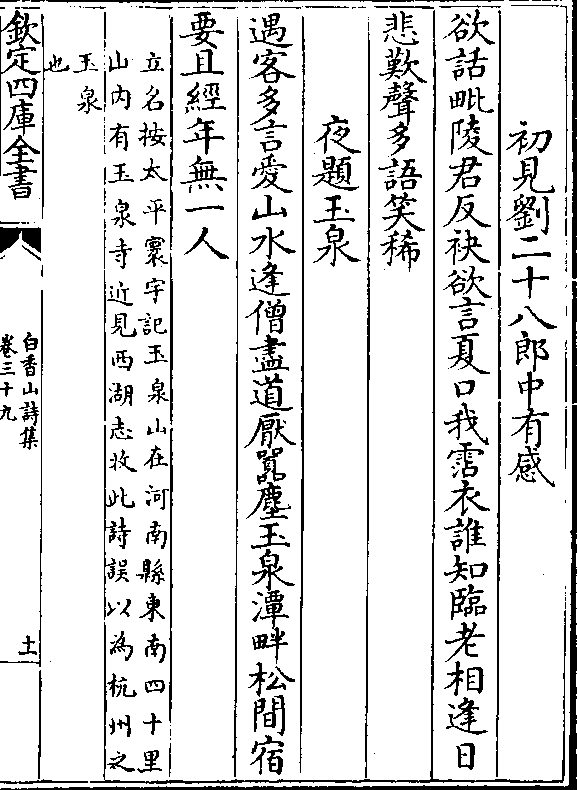 初見劉二十八郎中有感
欲話毗陵君反袂欲言夏口我霑衣誰知臨老相逢日
悲歎聲多語笑稀
夜題玉泉
遇客多言愛山水逢僧盡道厭囂塵玉泉潭畔松間宿
要且經年無一人
立名按太平寰宇記玉泉山在河南縣東南四十里
山内有玉泉寺近見西湖志收此詩誤以為杭州之
玉泉
也
欽定四庫全書
白香山詩集
卷三十九
十一